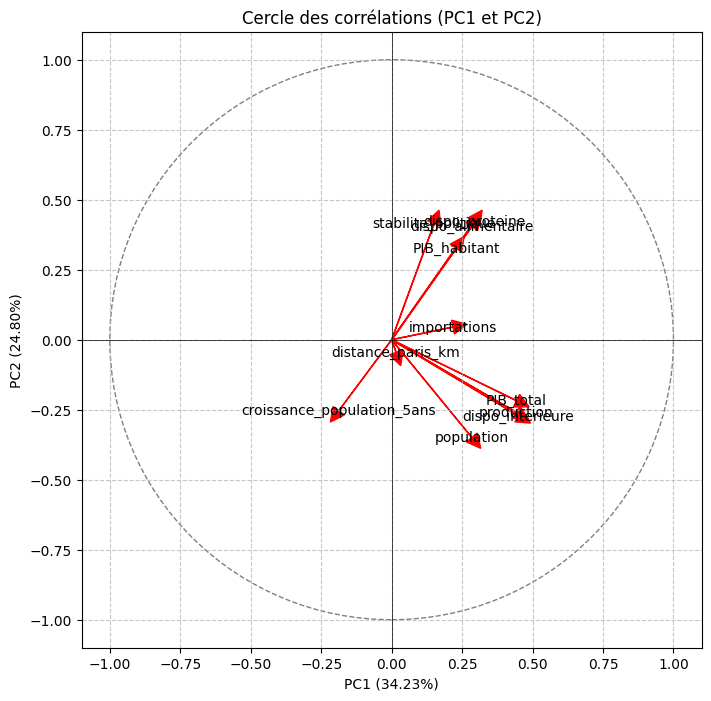 Cercle des corrélations (PC1 et PC2)
1.00
0.75
0.50
0.25
0.00
−0.25
−0.50
−0.75
−1.00
PC2 (24.80%)
dispo_proteine
dispo_alimentaire
PIB_habitant
importations
distance_paris_km
croissance_population_5ans
PIB_total
production
dispo_interieure
population
−1.00 −0.75 −0.50 −0.25 0.00 0.25 0.50 0.75 1.00
PC1 (34.23%)